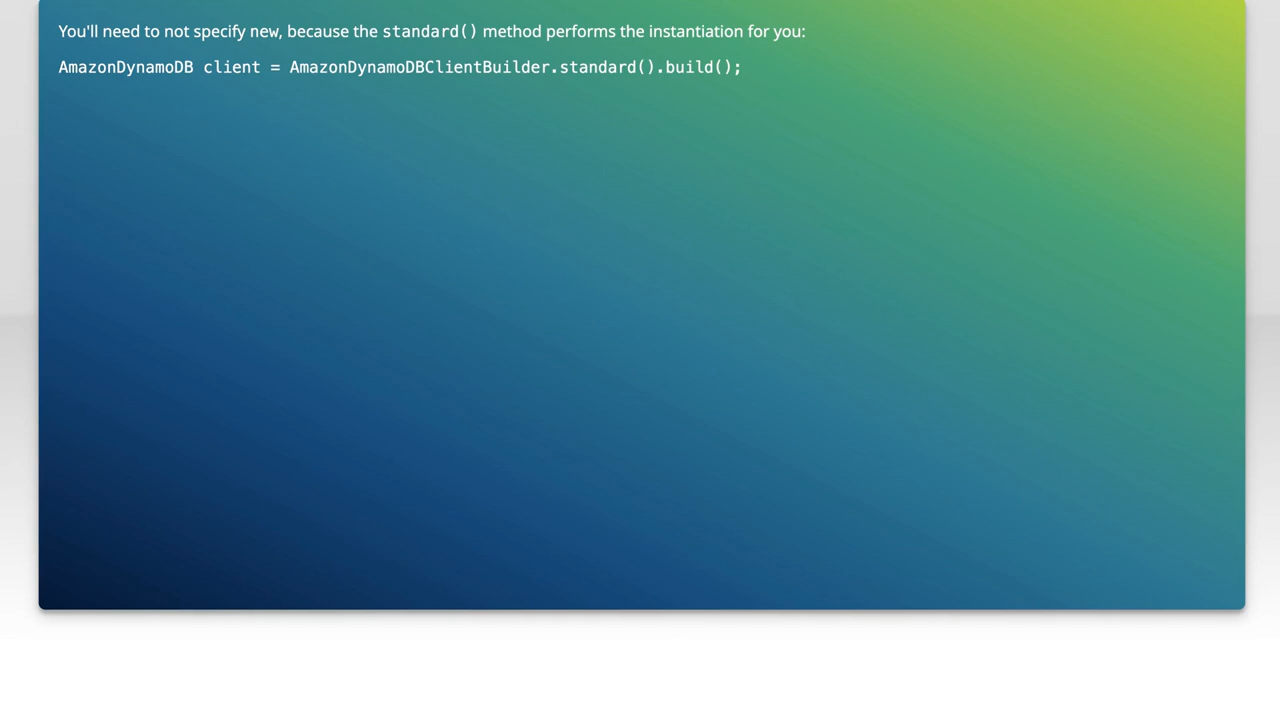 You'll need to not specify new, because the standard() method performs the instantiation for you:
AmazonDynamoDB client = AmazonDynamoDBClientBuilder.standard().build();